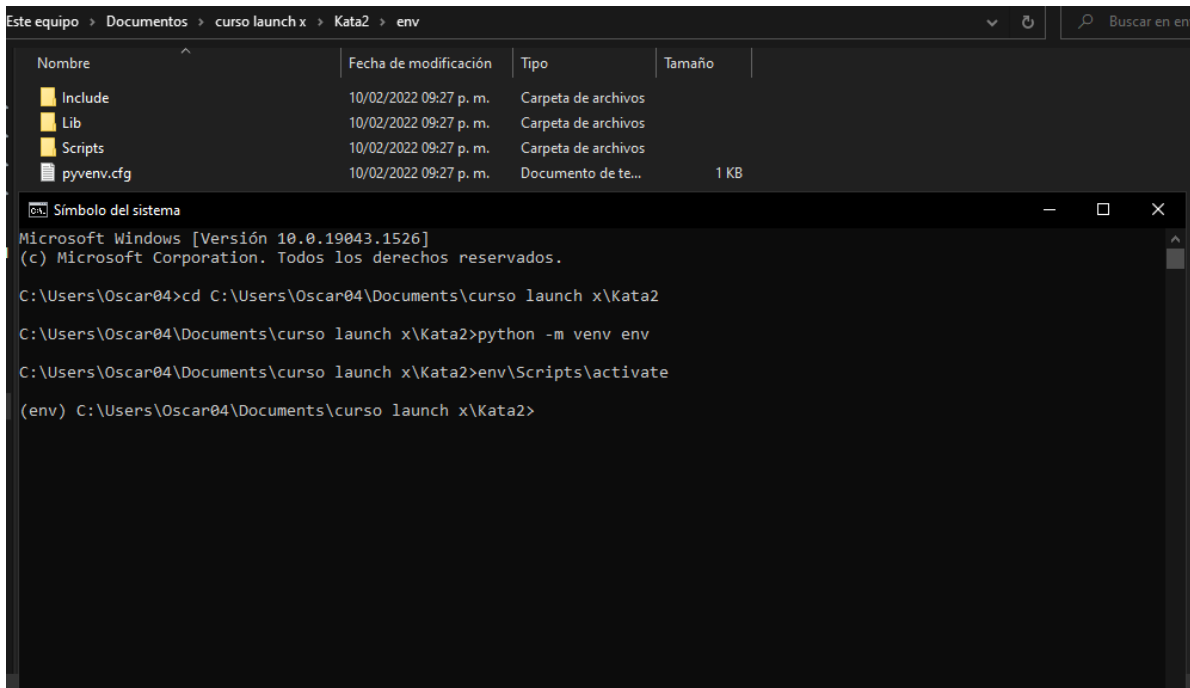 Este equipo > Documentos > curso launch x > Kata2 > env
Buscar en en
Nombre Fecha de modificación Tipo Tamaño
Include 10/02/2022 09:27 p. m. Carpeta de archivos
Lib 10/02/2022 09:27 p. m. Carpeta de archivos
Scripts 10/02/2022 09:27 p. m. Carpeta de archivos
pyvenv.cfg 10/02/2022 09:27 p. m. Documento de te... 1 KB
Símbolo del sistema
Microsoft Windows [Versión 10.0.19043.1526]
(c) Microsoft Corporation. Todos los derechos reservados.
C:\Users\Oscar04>cd C:\Users\Oscar04\Documents\curso launch x\Kata2
C:\Users\Oscar04\Documents\curso launch x\Kata2>python -m venv env
C:\Users\Oscar04\Documents\curso launch x\Kata2>env\Scripts\activate
(env) C:\Users\Oscar04\Documents\curso launch x\Kata2>